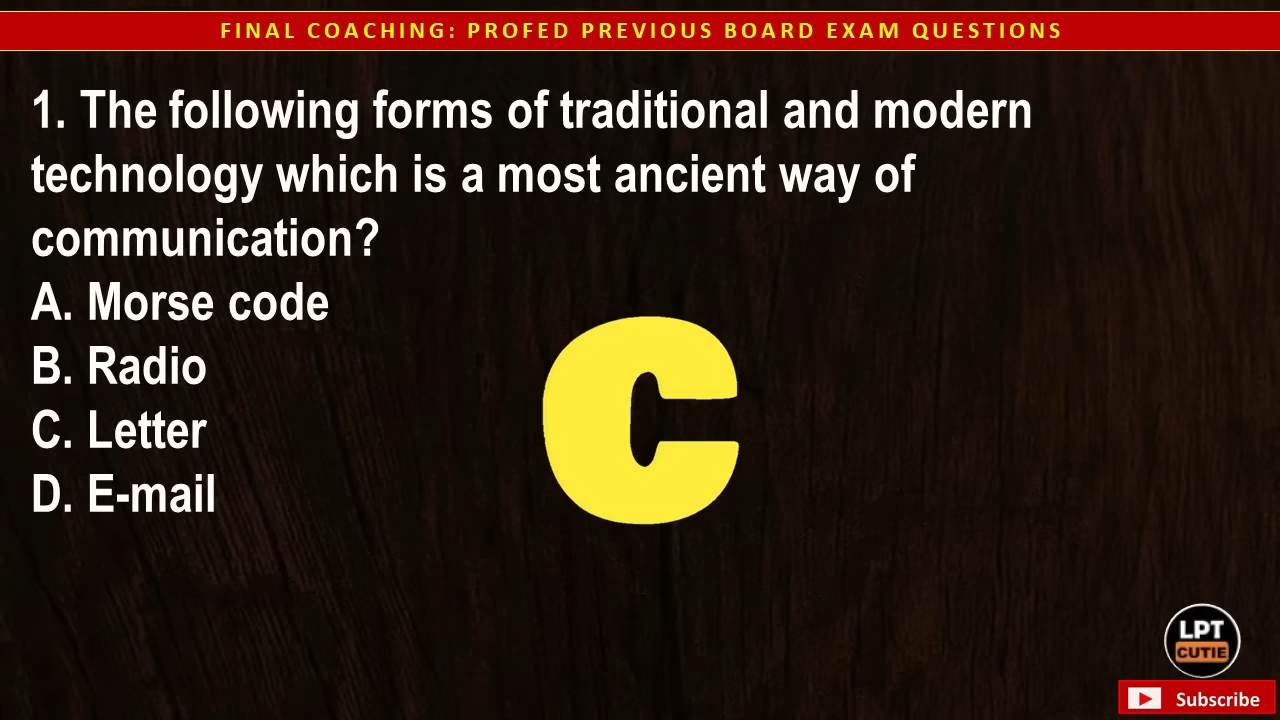 FINAL COACHING: PROFED PREVIOUS BOARD EXAM QUESTIONS
1. The following forms of traditional and modern
technology which is a most ancient way of
communication?
A. Morse code
B. Radio
C. Letter
D. E-mail
C
LPT
CUTIE
Subscribe